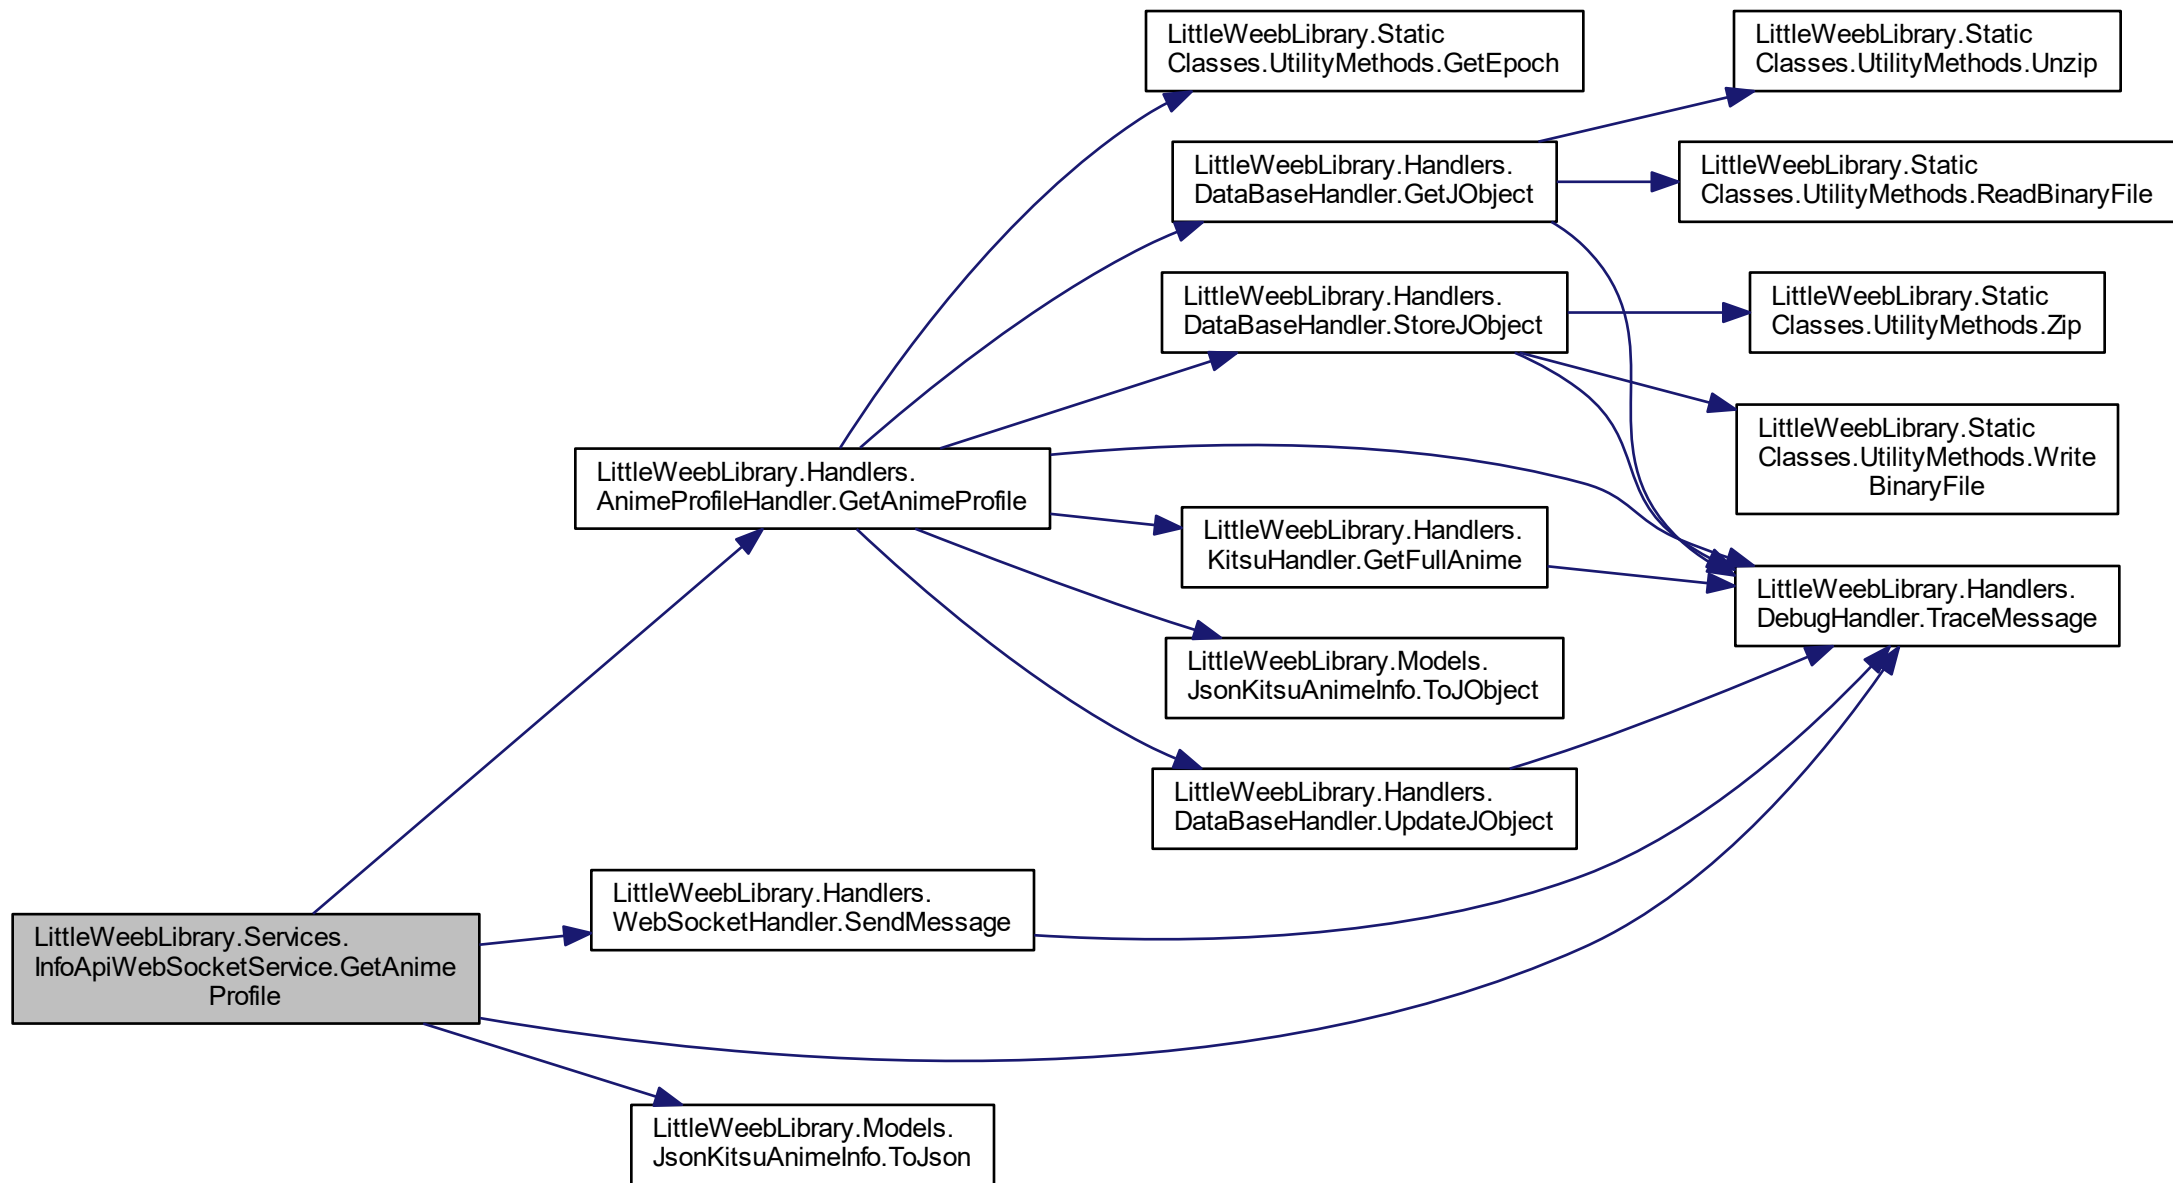 LittleWeebLibrary.Static
Classes.UtilityMethods.GetEpoch
LittleWeebLibrary.Static
Classes.UtilityMethods.Unzip
LittleWeebLibrary.Handlers.
DataBaseHandler.GetJObject
LittleWeebLibrary.Static
Classes.UtilityMethods.ReadBinaryFile
LittleWeebLibrary.Handlers.
DataBaseHandler.StoreJObject
LittleWeebLibrary.Static
Classes.UtilityMethods.Zip
LittleWeebLibrary.Static
Classes.UtilityMethods.Write
BinaryFile
LittleWeebLibrary.Handlers.
AnimeProfileHandler.GetAnimeProfile
LittleWeebLibrary.Handlers.
KitsuHandler.GetFullAnime
LittleWeebLibrary.Handlers.
DebugHandler.TraceMessage
LittleWeebLibrary.Models.
JsonKitsuAnimeInfo.ToJObject
LittleWeebLibrary.Handlers.
DataBaseHandler.UpdateJObject
LittleWeebLibrary.Handlers.
WebSocketHandler.SendMessage
LittleWeebLibrary.Services.
InfoApiWebSocketService.GetAnime
Profile
LittleWeebLibrary.Models.
JsonKitsuAnimeInfo.ToJson